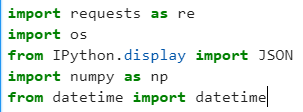 import requests as re
import os
from IPython.display import JSON
import numpy as np
from datetime import datetime